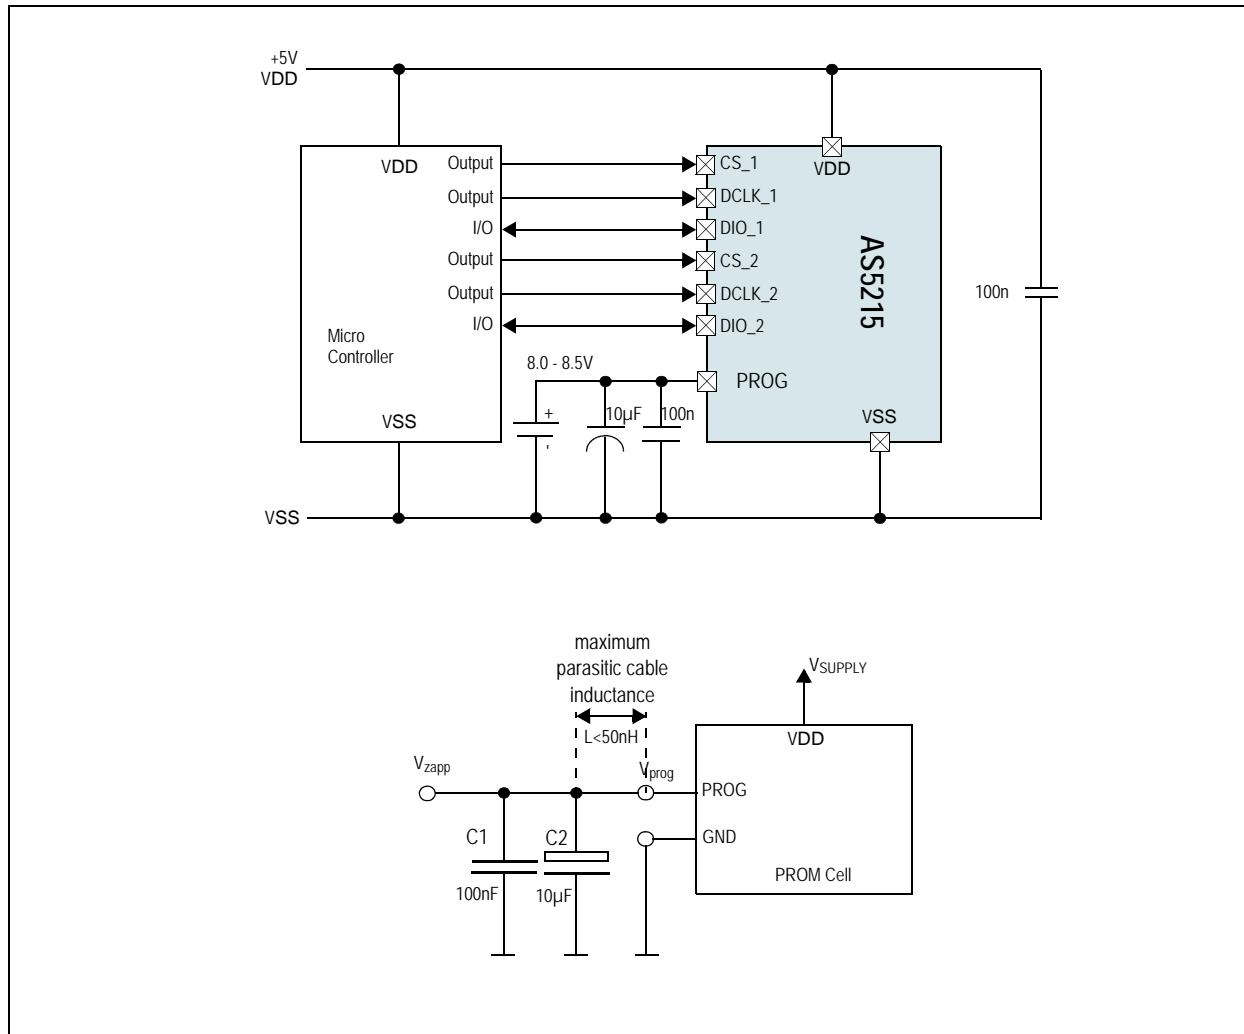 +5V
VDD
VDD
Output
Output
I/O
Output
Output
I/O
Micro
Controller
VSS
CS_1
DCLK_1
DIO_1
CS_2
DCLK_2
DIO_2
PROG
VDD
AS5215
VSS
100n
8.0 - 8.5V
+
-
10µF
100n
VSS
maximum
parasitic cable
inductance
L<50nH
Vzapp
Vprog
C1
100nF
C2
10µF
VSUPPLY
VDD
PROG
GND
PROM Cell